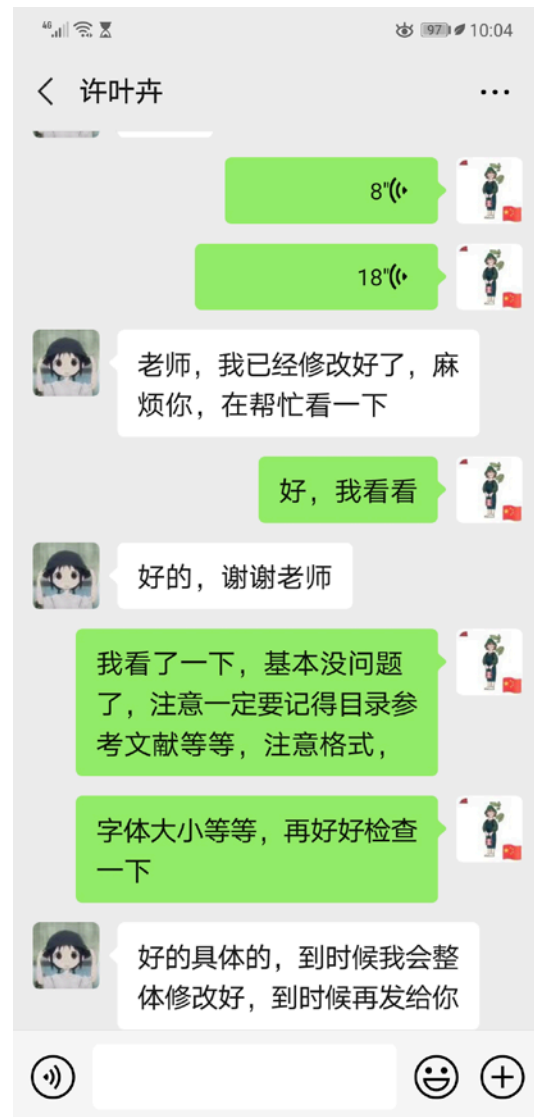 4G
97
10:04
许叶卉
8"
18"
老师，我已经修改好了，麻
烦你，在帮忙看一下
好，我看看
好的，谢谢老师
我看了一下，基本没问题
了，注意一定要记得目录参
考文献等等，注意格式，
字体大小等等，再好好检查
一下
好的具体的，到时候我会整
体修改好，到时候再发给你